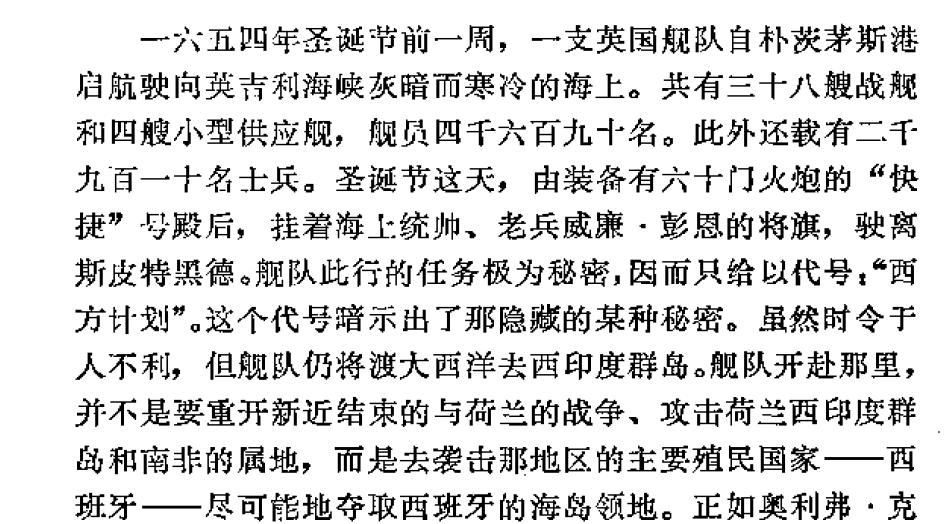 一六五四年圣诞节前一周，一支英国舰队自朴茨茅斯港
启航驶向英吉利海峡灰暗而寒冷的海上。共有三十八艘战舰
和四艘小型供应舰，舰员四千六百九十名。此外还载有二千
九百一十名士兵。圣诞节这天，由装备有六十门火炮的“快
捷”号殿后，挂着海上统帅、老兵威廉·彭恩的将旗，驶离
斯皮特黑德。舰队此行的任务极为秘密，因而只给以代号：“西
方计划”。这个代号暗示出了那隐藏的某种秘密。虽然时令于
人不利，但舰队仍将渡大西洋去西印度群岛。舰队开赴那里，
并不是要重开新近结束的与荷兰的战争、攻击荷兰西印度群
岛和南非的属地，而是去袭击那地区的主要殖民国家——西
班牙——尽可能地夺取西班牙的海岛领地。正如奥利弗·克